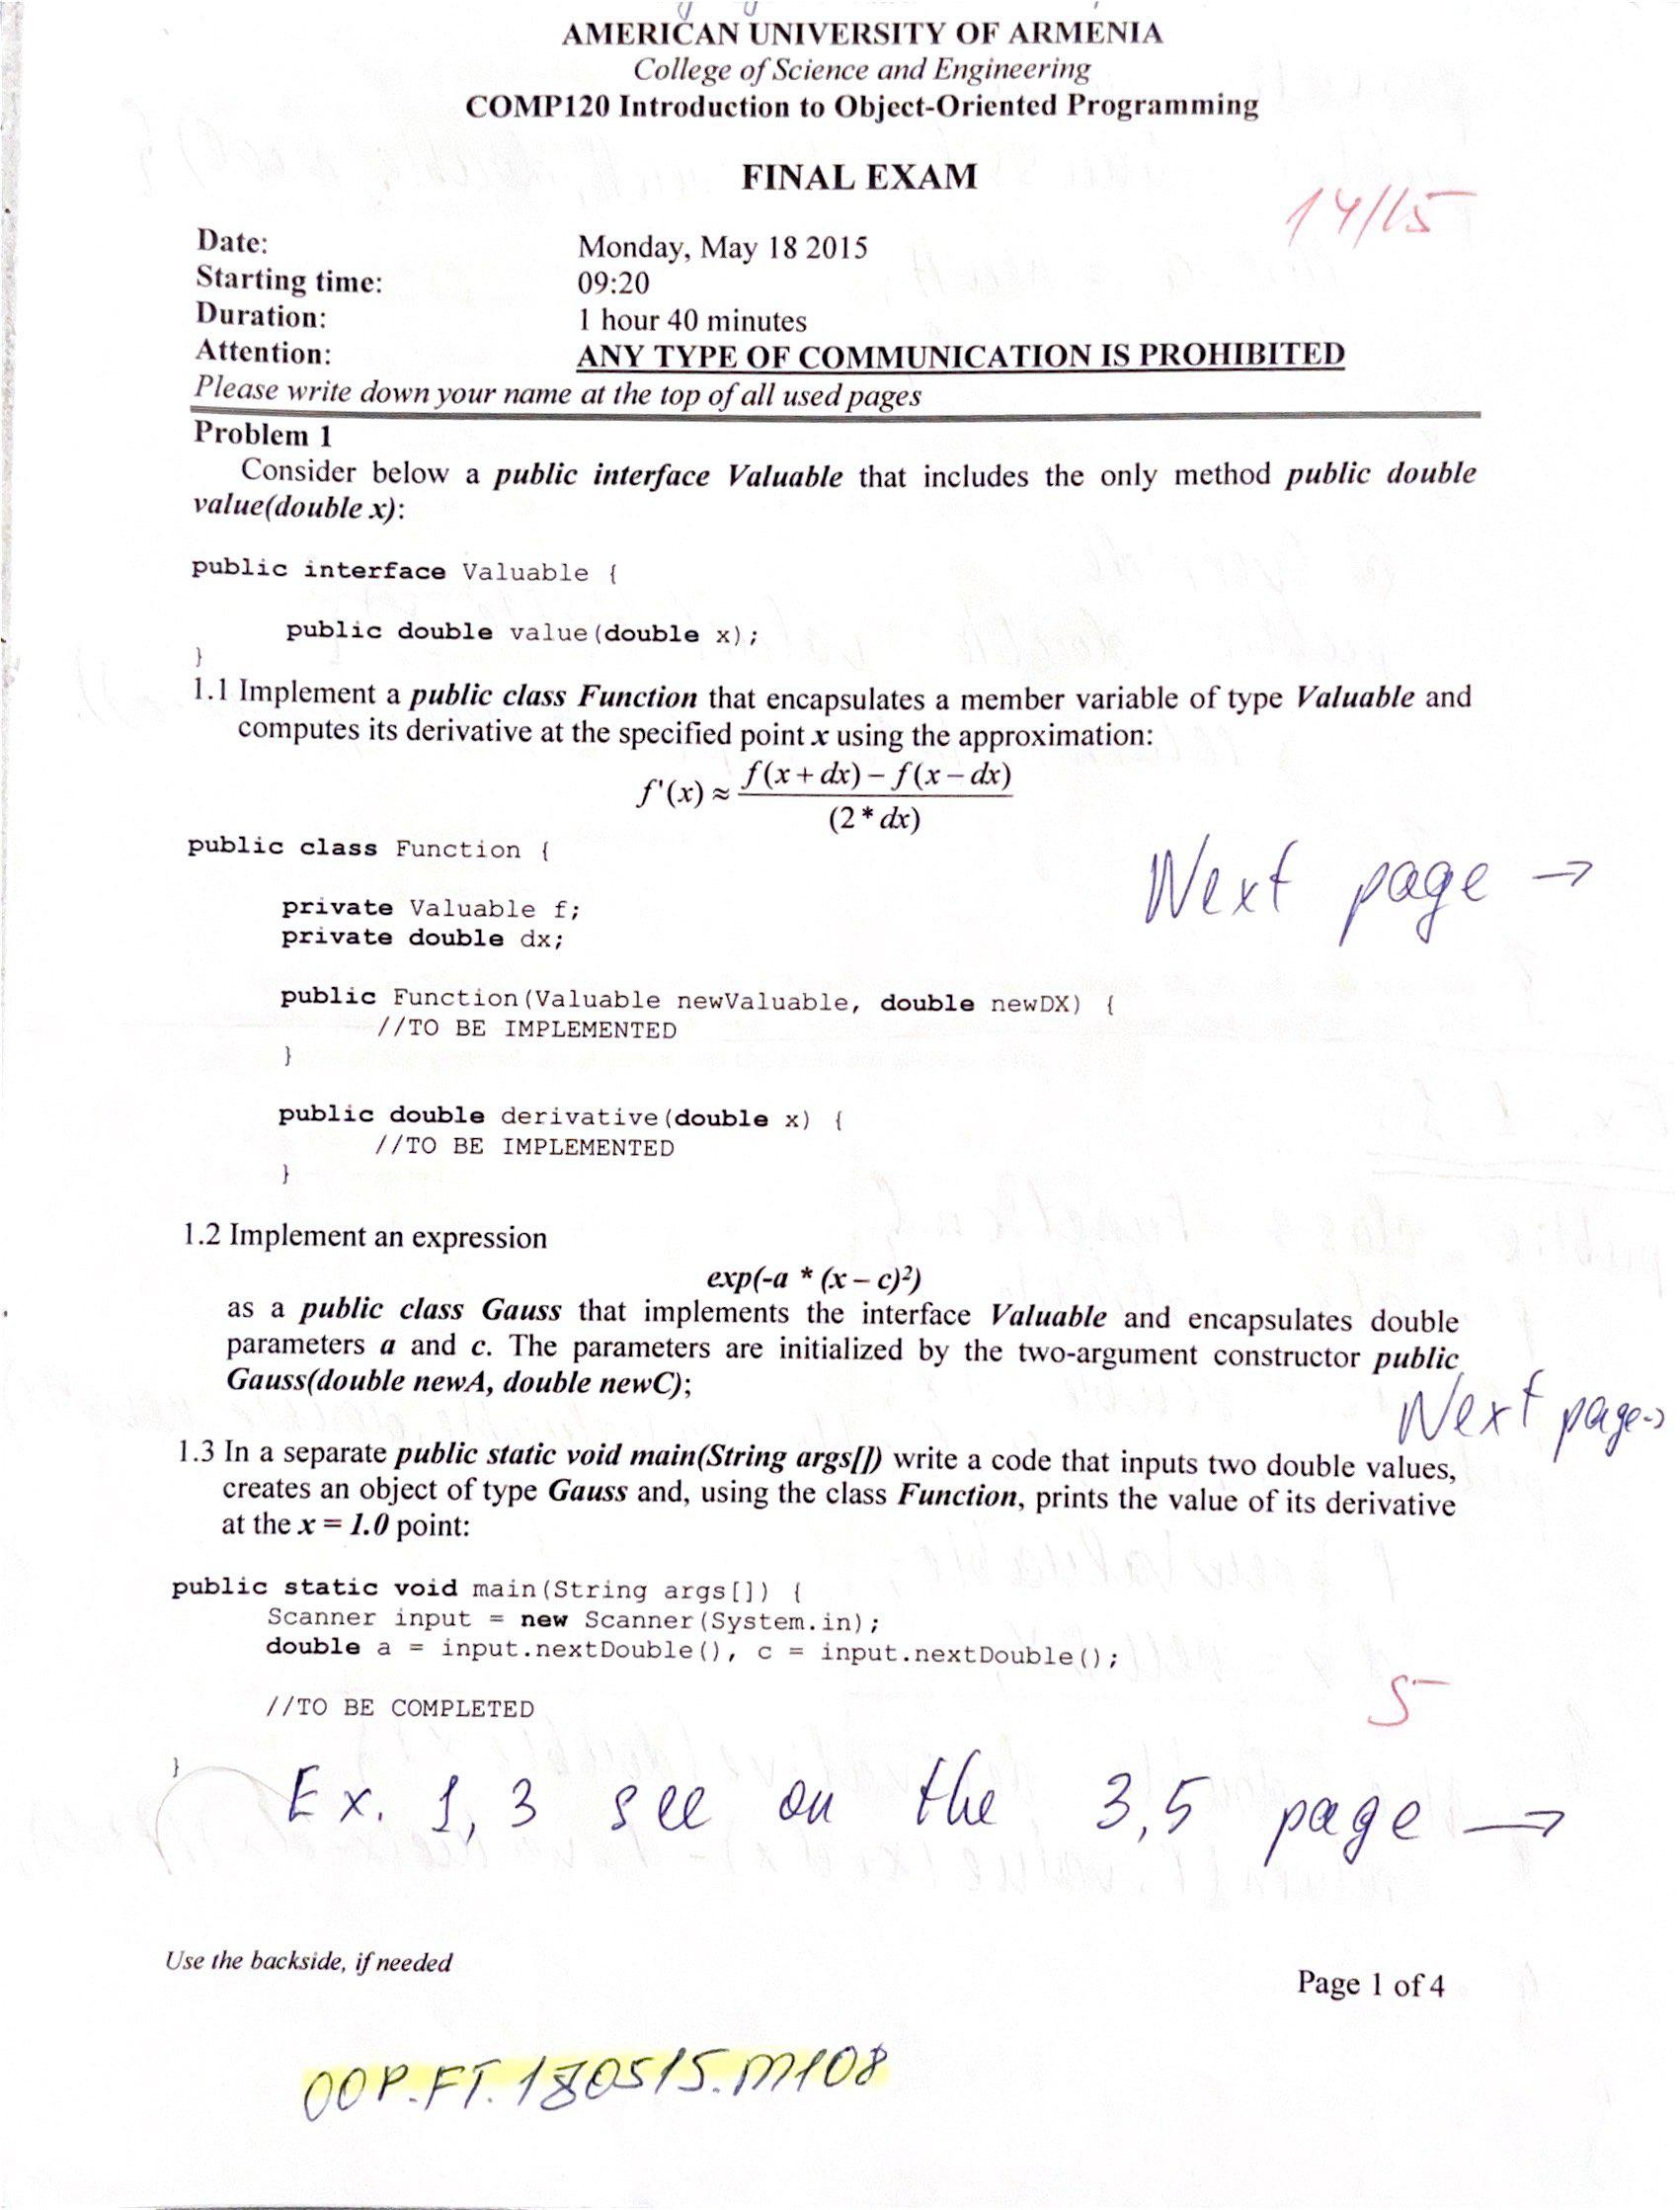 AMERICAN UNIVERSITY OF ARMENIA
College of Science and Engineering
COMP120 Introduction to Object-Oriented Programming
FINAL EXAM
14/15
Date: Monday, May 18 2015
Starting time: 09:20
Duration: 1 hour 40 minutes
Attention: ANY TYPE OF COMMUNICATION IS PROHIBITED
Please write down your name at the top of all used pages
Problem 1
Consider below a public interface Valuable that includes the only method public double
value(double x):
public interface Valuable {
public double value(double x);
}
1.1 Implement a public class Function that encapsulates a member variable of type Valuable and
computes its derivative at the specified point x using the approximation:
f'(x) ≈ f(x + dx) – f(x – dx)
(2 * dx)
public class Function {
Next page →
private Valuable f;
private double dx;
public Function(Valuable newValuable, double newDX) {
//TO BE IMPLEMENTED
}
public double derivative(double x) {
//TO BE IMPLEMENTED
}
1.2 Implement an expression
exp(-a * (x – c)²)
as a public class Gauss that implements the interface Valuable and encapsulates double
parameters a and c. The parameters are initialized by the two-argument constructor public
Gauss(double newA, double newC);
Next page→
1.3 In a separate public static void main(String args[]) write a code that inputs two double values,
creates an object of type Gauss and, using the class Function, prints the value of its derivative
at the x = 1.0 point:
public static void main(String args[]) {
Scanner input = new Scanner(System.in);
double a = input.nextDouble(), c = input.nextDouble();
//TO BE COMPLETED
5
}
Ex. 1,3 see on the 3,5 page →
Use the backside, if needed
Page 1 of 4
OOP.FT.180515.M108